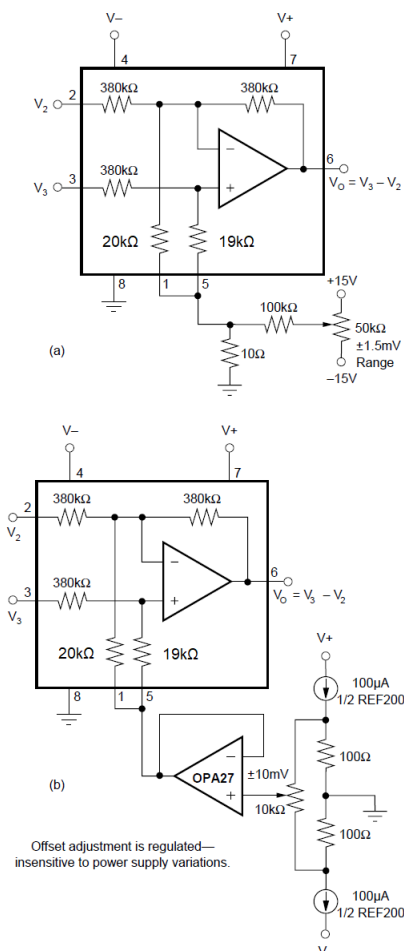 V– V+
4 7
380kΩ 380kΩ
V2 2
3 380kΩ
V3
–
+
6
VO = V3 – V2
20kΩ 19kΩ
8 1 5
100kΩ +15V
50kΩ
±1.5mV
Range
10Ω
–15V
(a)
V– V+
4 7
2 380kΩ 380kΩ
V2
3 380kΩ
V3
–
+
6
VO = V3 – V2
20kΩ 19kΩ
8 1 5
V+
100µA
1/2 REF200
–
OPA27
+
±10mV
10kΩ
100Ω
100Ω
(b)
Offset adjustment is regulated—
insensitive to power supply variations.
100µA
1/2 REF200